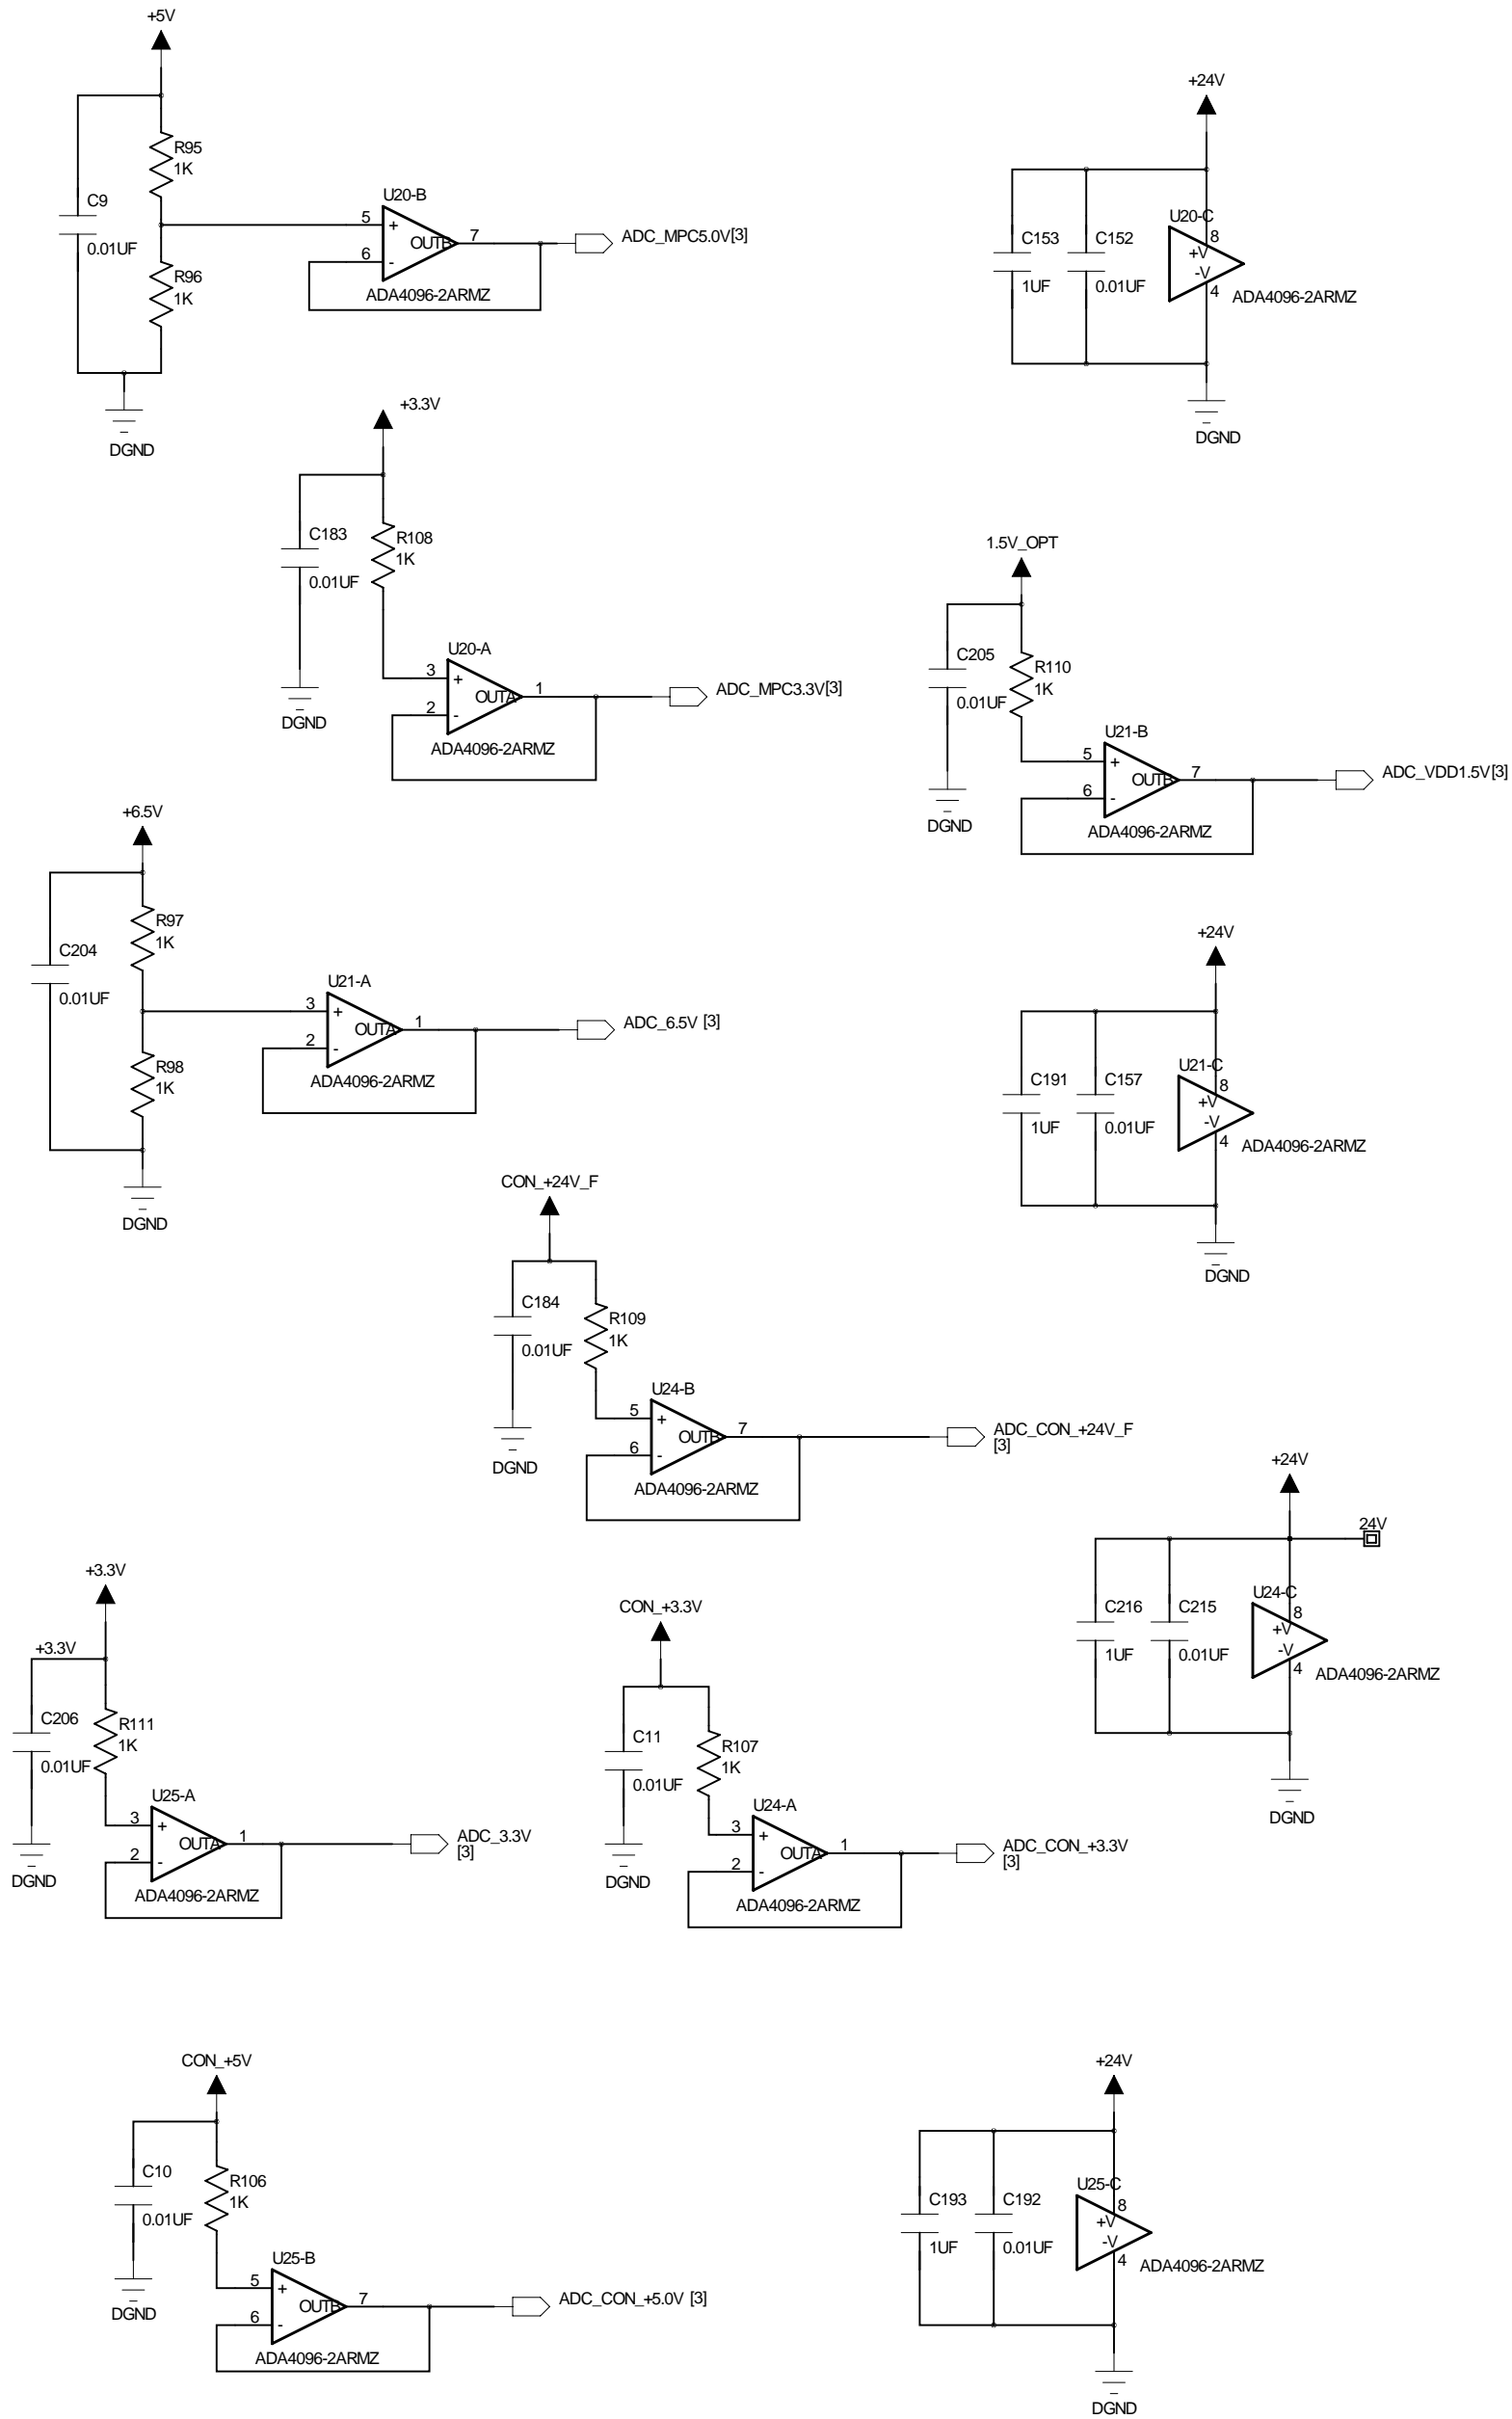 +5V
R95
1K
C9
0.01UF
R96
1K
DGND
U20-B
5
+
6
-
OUTB
7
ADA4096-2ARMZ
ADC_MPC5.0V[3]
+24V
C153
1UF
C152
0.01UF
U20-C
8
+V
-V
4
ADA4096-2ARMZ
DGND
+3.3V
C183
0.01UF
R108
1K
DGND
U20-A
3
+
2
-
OUTA
1
ADA4096-2ARMZ
ADC_MPC3.3V[3]
1.5V_OPT
C205
0.01UF
R110
1K
DGND
U21-B
5
+
6
-
OUTB
7
ADA4096-2ARMZ
ADC_VDD1.5V[3]
+6.5V
R97
1K
C204
0.01UF
R98
1K
DGND
U21-A
3
+
2
-
OUTA
1
ADA4096-2ARMZ
ADC_6.5V [3]
+24V
C191
1UF
C157
0.01UF
U21-C
8
+V
-V
4
ADA4096-2ARMZ
DGND
CON_+24V_F
C184
0.01UF
R109
1K
DGND
U24-B
5
+
6
-
OUTB
7
ADA4096-2ARMZ
ADC_CON_+24V_F
[3]
+24V
24V
C216
1UF
C215
0.01UF
U24-C
8
+V
-V
4
ADA4096-2ARMZ
DGND
+3.3V
+3.3V
C206
0.01UF
R111
1K
DGND
U25-A
3
+
2
-
OUTA
1
ADA4096-2ARMZ
ADC_3.3V
[3]
CON_+3.3V
C11
0.01UF
R107
1K
DGND
U24-A
3
+
2
-
OUTA
1
ADA4096-2ARMZ
ADC_CON_+3.3V
[3]
CON_+5V
C10
0.01UF
R106
1K
DGND
U25-B
5
+
6
-
OUTB
7
ADA4096-2ARMZ
ADC_CON_+5.0V [3]
+24V
C193
1UF
C192
0.01UF
U25-C
8
+V
-V
4
ADA4096-2ARMZ
DGND